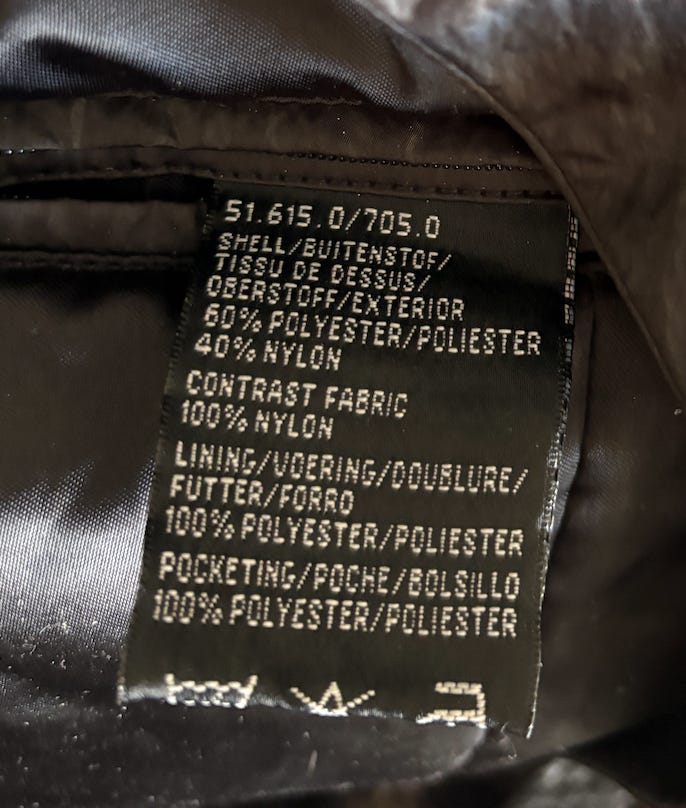 51.615.0/705.0
SHELL/BUITENSTOF/
TISSU DE DESSUS/
OBERSTOFF/EXTERIOR
60% POLYESTER/POLIESTER
40% NYLON
CONTRAST FABRIC
100% NYLON
LINING/VOERING/DOUBLURE/
FUTTER/FORRO
100% POLYESTER/POLIESTER
POCKETING/POCHE/BOLSILLO
100% POLYESTER/POLIESTER